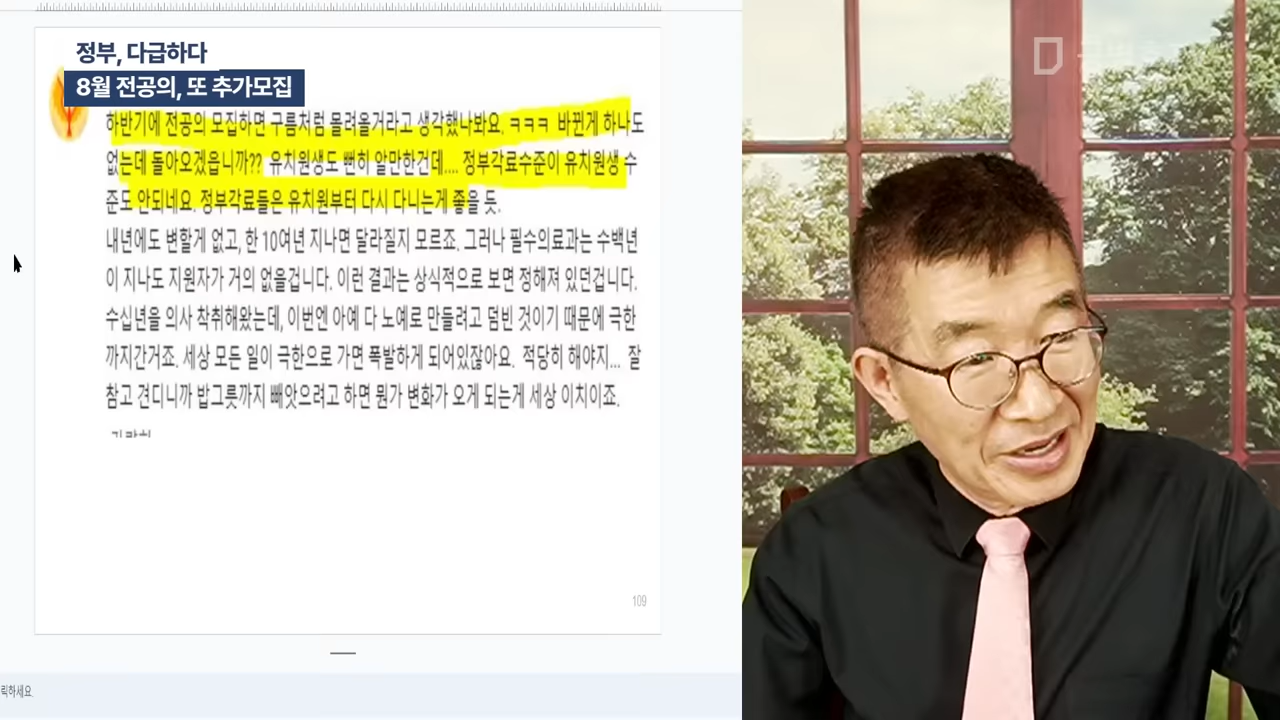 정부, 다급하다
8월 전공의, 또 추가모집
하반기에 전공의 모집하면 구름처럼 몰려올거라고 생각했나봐요. ㅋㅋㅋ 바뀐게 하나도
없는데 돌아오겠읍니까?? 유치원생도 뻔히 알만한건데.... 정부각료수준이 유치원생 수
준도 안되네요. 정부각료들은 유치원부터 다시 다니는게 좋을 듯.
내년에도 변할게 없고, 한 10여년 지나면 달라질지 모르죠. 그러나 필수의료과는 수백년
이 지나도 지원자가 거의 없을겁니다. 이런 결과는 상식적으로 보면 정해져 있던겁니다.
수십년을 의사 착취해왔는데, 이번엔 아예 다 노예로 만들려고 덤빈 것이기 때문에 극한
까지간거죠. 세상 모든 일이 극한으로 가면 폭발하게 되어있잖아요. 적당히 해야지... 잘
참고 견디니까 밥그릇까지 빼앗으려고 하면 뭔가 변화가 오게 되는게 세상 이치이죠.
109
릭하세요.